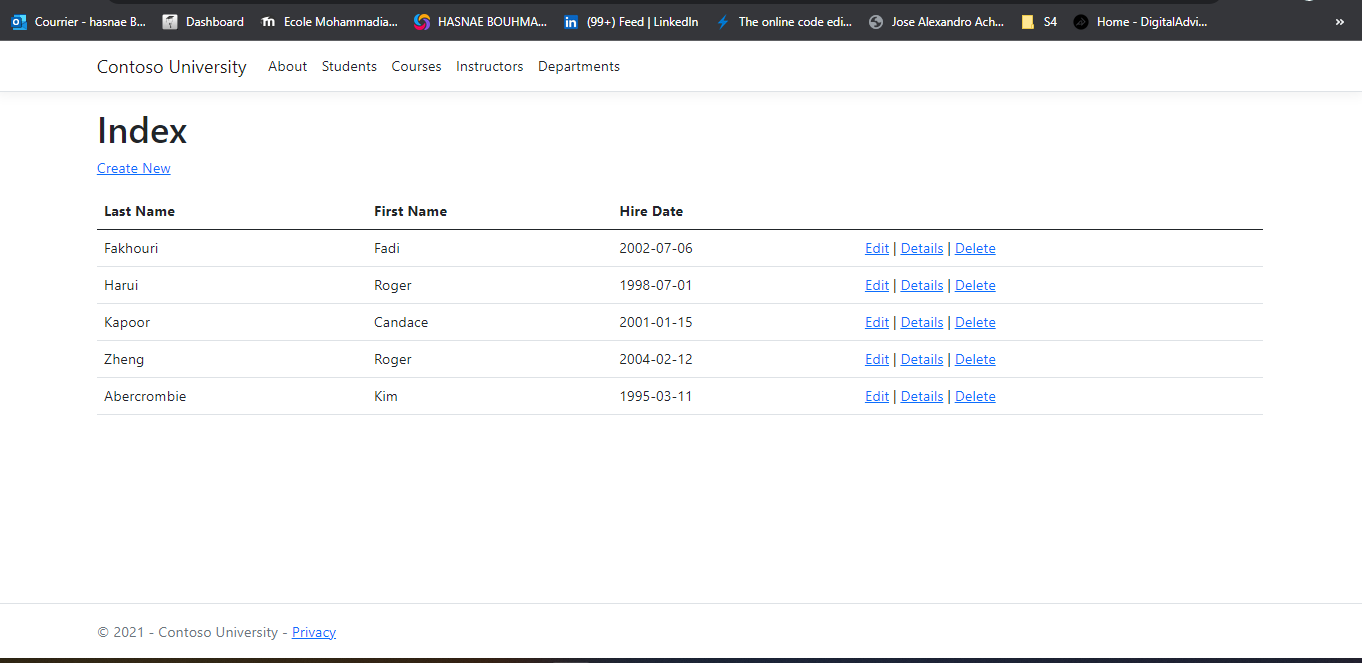 Courrier - hasnae B... Dashboard Ecole Mohammadia... HASNAE BOUHMA... (99+) Feed | LinkedIn The online code edi... Jose Alexandro Ach... S4 Home - DigitalAdvi... »
Contoso University About Students Courses Instructors Departments
Index
Create New
Last Name First Name Hire Date
Fakhouri Fadi 2002-07-06 Edit | Details | Delete
Harui Roger 1998-07-01 Edit | Details | Delete
Kapoor Candace 2001-01-15 Edit | Details | Delete
Zheng Roger 2004-02-12 Edit | Details | Delete
Abercrombie Kim 1995-03-11 Edit | Details | Delete
© 2021 - Contoso University - Privacy